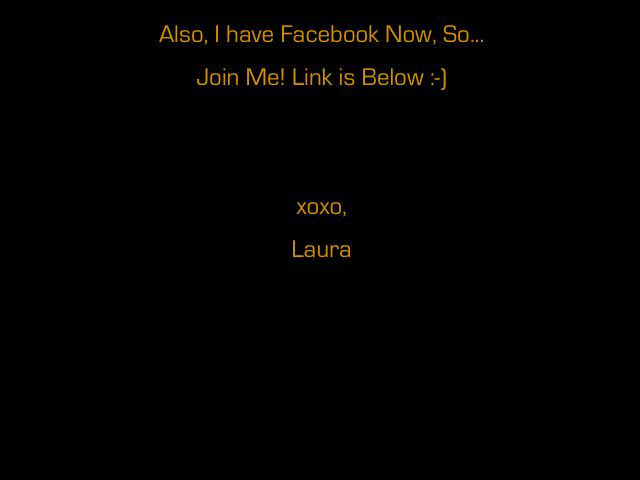 Also, I have Facebook Now, So...
Join Me! Link is Below :-)
xoxo,
Laura